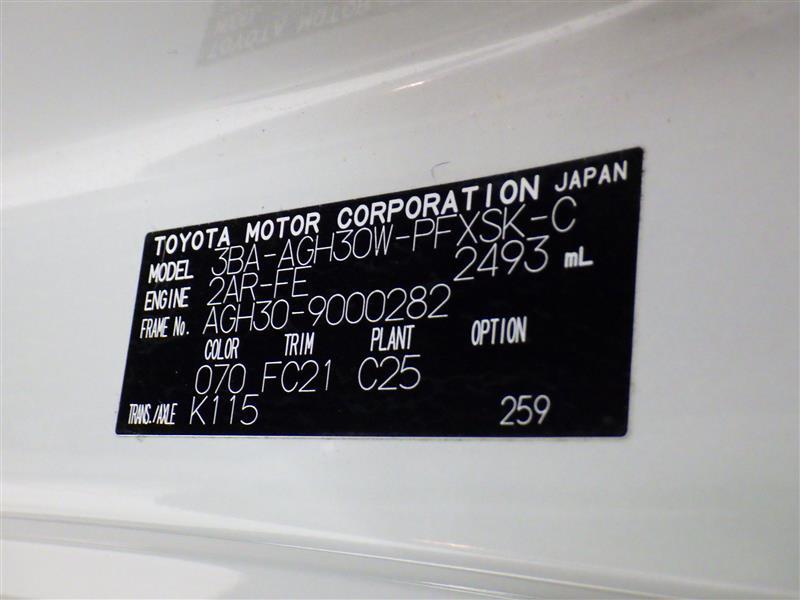 TOYOTA MOTOR CORPORATION JAPAN
MODEL 3BA-AGH30W-PFXSK-C
ENGINE 2AR-FE 2493 mL
FRAME No. AGH30-9000282
COLOR TRIM PLANT OPTION
070 FC21 C25
TRANS./AXLE K115 259